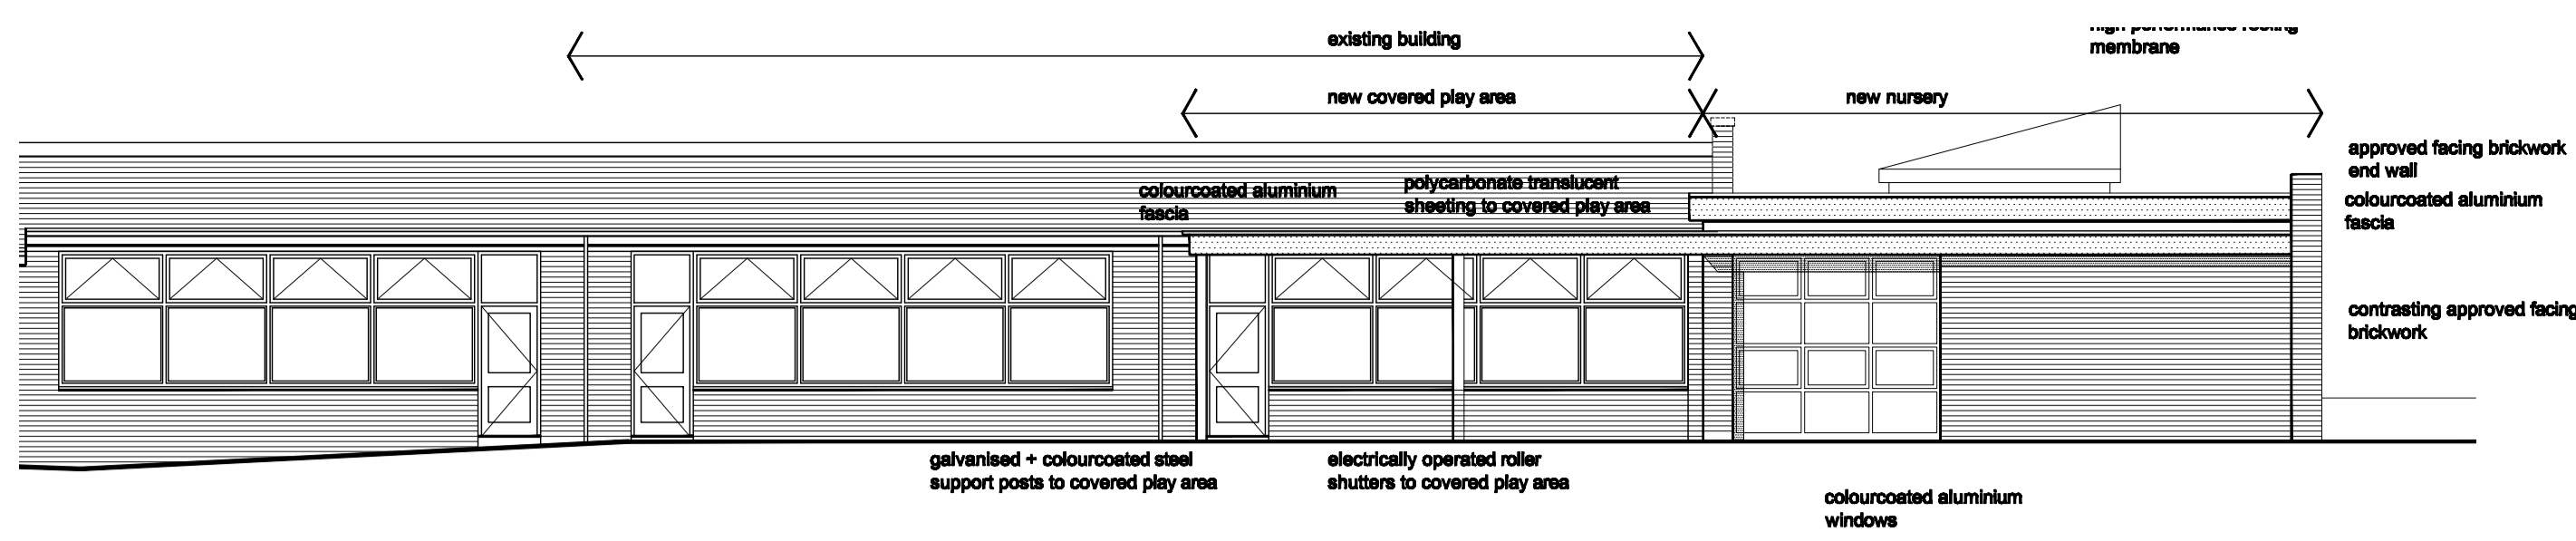 existing building
membrane
new covered play area
new nursery
approved facing brickwork
end wall
colourcoated aluminium
fascia
polycarbonate translucent
sheeting to covered play area
colourcoated aluminium
fascia
contrasting approved facing
brickwork
galvanised + colourcoated steel
support posts to covered play area
electrically operated roller
shutters to covered play area
colourcoated aluminium
windows